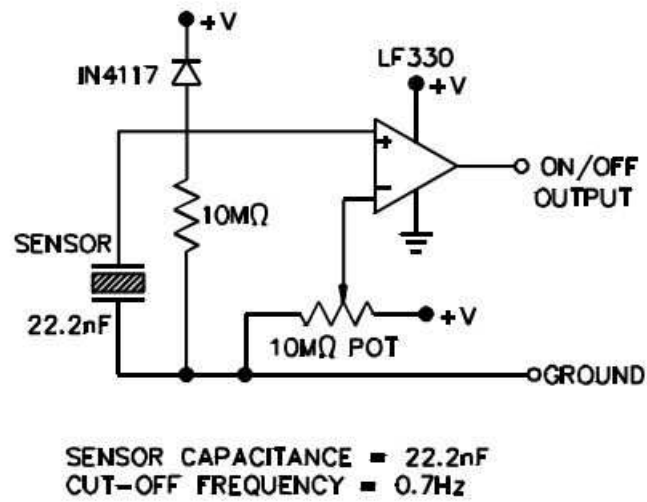 +V
IN4117
LF330
+V
+
−
ON/OFF
OUTPUT
10MΩ
SENSOR
22.2nF
10MΩ POT
+V
GROUND
SENSOR CAPACITANCE = 22.2nF
CUT-OFF FREQUENCY = 0.7Hz